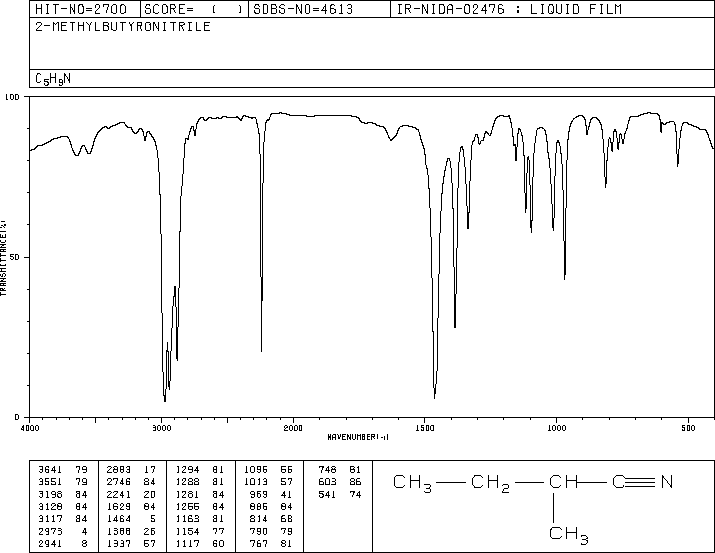 HIT-NO=2700 SCORE= ( ) SDBS-NO=4613 IR-NIDA-02476 : LIQUID FILM
2-METHYLBUTYRONITRILE
C5H9N
100
50
0
TRANSMITTANCE(%)
4000 3000 2000 1500 1000 500
WAVENUMBER(-1)
3641 79 2883 17 1294 81 1096 55 748 81
3551 79 2746 84 1288 81 1013 57 603 86
3198 84 2241 20 1281 84 969 41 541 74
3128 84 1629 84 1255 84 886 84
3117 84 1464 5 1163 81 814 68
2973 4 1388 26 1154 77 790 79
2941 8 1337 57 1117 60 767 81
CH3 CH2 CH C N
CH3